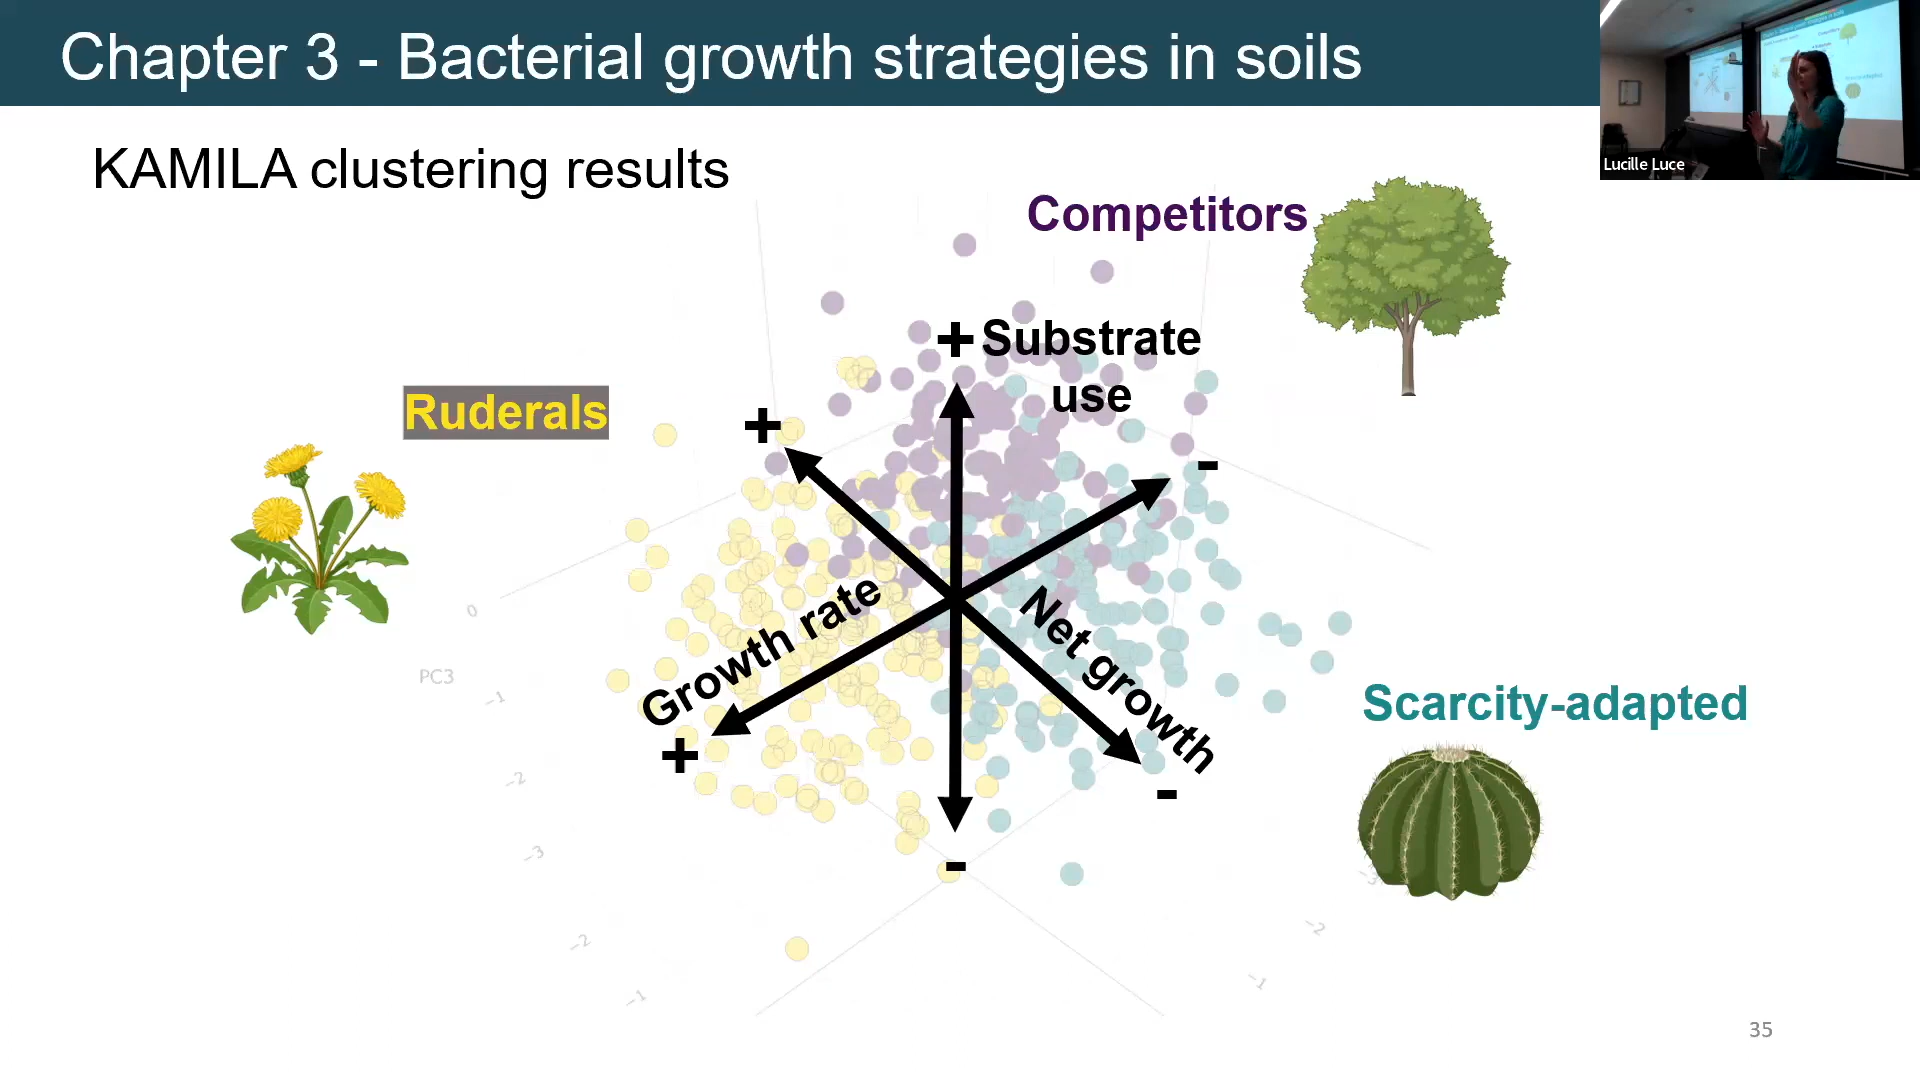 Chapter 3 - Bacterial growth strategies in soils
Lucille Luce
KAMILA clustering results
Competitors
+ Substrate
use
Ruderals
+
-
Growth rate
Net growth
0
PC3
−1
+
-
Scarcity-adapted
−2
−3
-
−3
−2
−2
−1
−1
35